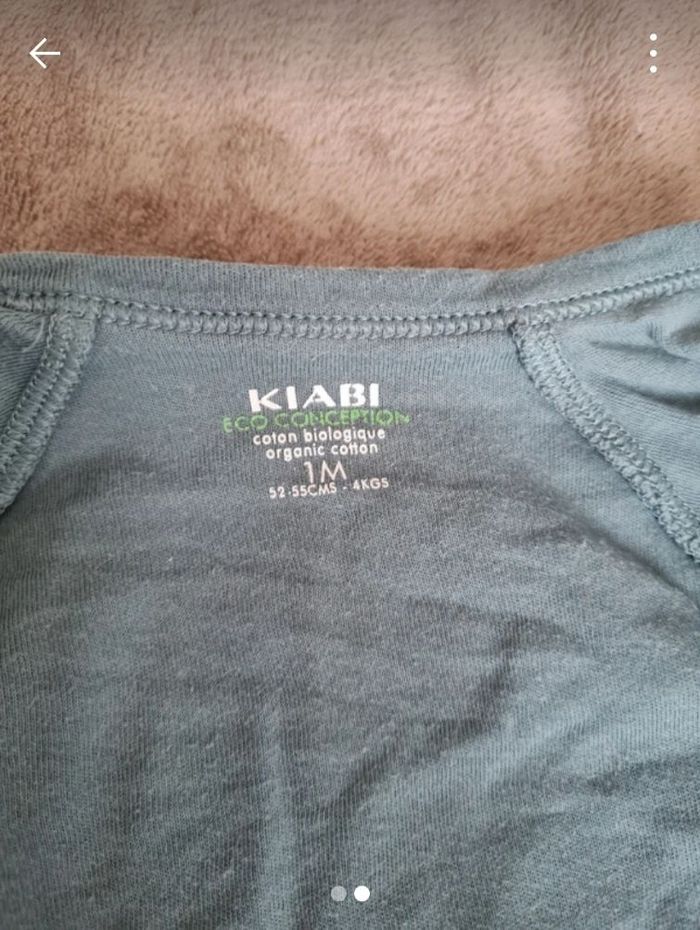 KIABI
ECO CONCEPTION
coton biologique
organic cotton
1M
52-55CMS - 4KGS